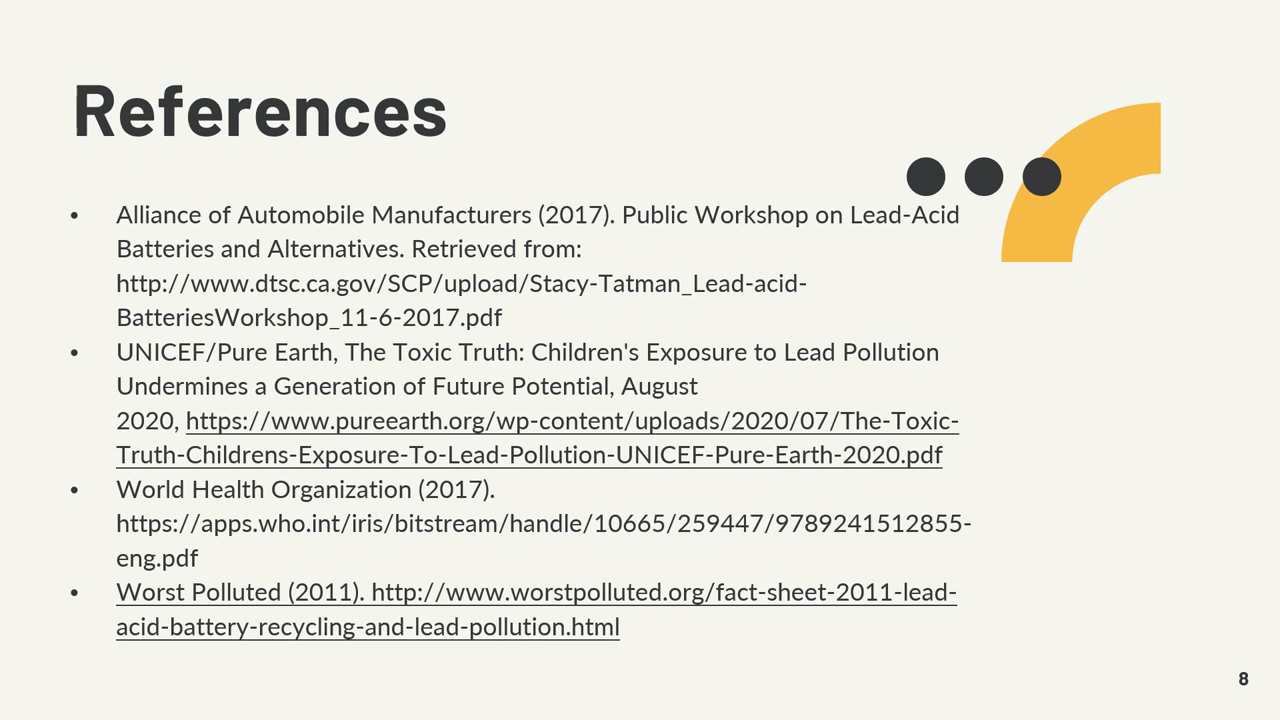 References
• Alliance of Automobile Manufacturers (2017). Public Workshop on Lead-Acid
Batteries and Alternatives. Retrieved from:
http://www.dtsc.ca.gov/SCP/upload/Stacy-Tatman_Lead-acid-
BatteriesWorkshop_11-6-2017.pdf
• UNICEF/Pure Earth, The Toxic Truth: Children's Exposure to Lead Pollution
Undermines a Generation of Future Potential, August
2020, https://www.pureearth.org/wp-content/uploads/2020/07/The-Toxic-
Truth-Childrens-Exposure-To-Lead-Pollution-UNICEF-Pure-Earth-2020.pdf
• World Health Organization (2017).
https://apps.who.int/iris/bitstream/handle/10665/259447/9789241512855-
eng.pdf
• Worst Polluted (2011). http://www.worstpolluted.org/fact-sheet-2011-lead-
acid-battery-recycling-and-lead-pollution.html
8